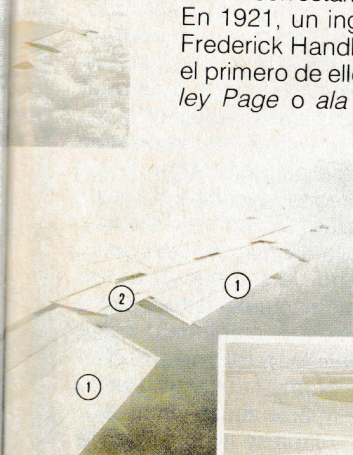 En 1921, un ing
Frederick Handl
el primero de ell
ley Page o ala
1
2
1